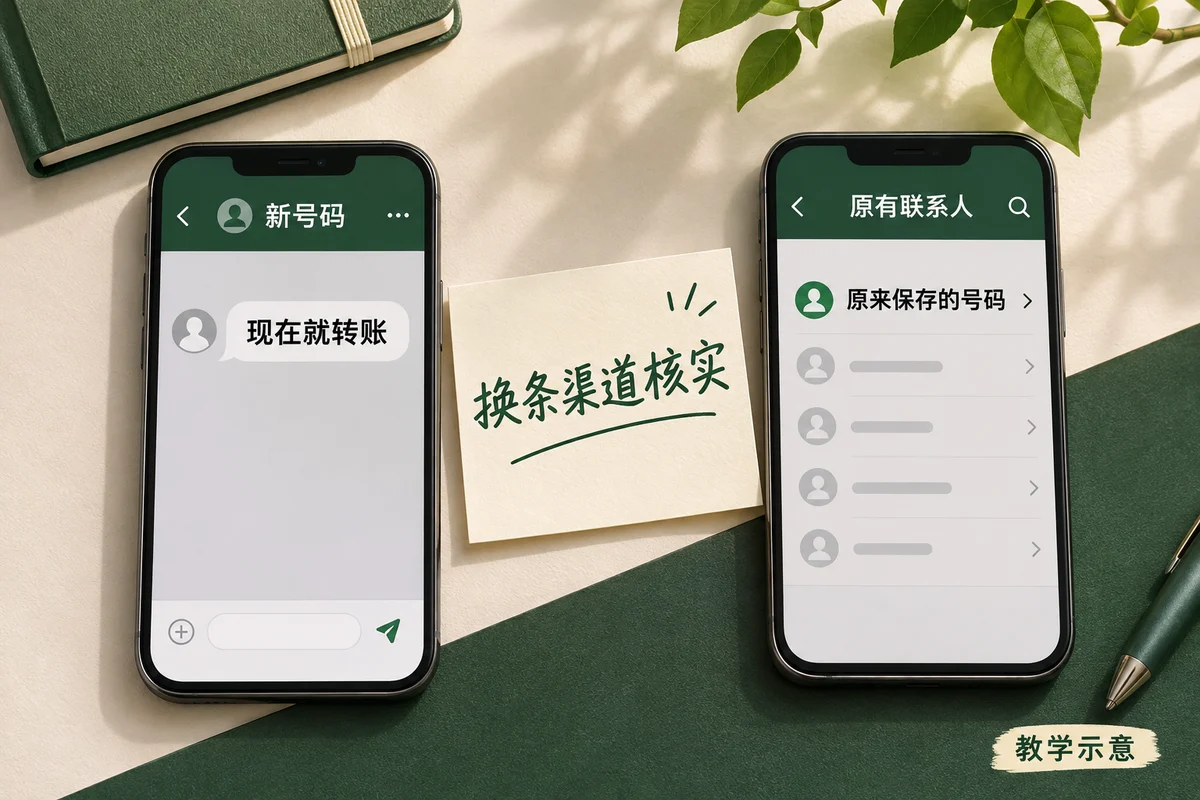 新号码
现在就转账
换条渠道核实
原有联系人
原来保存的号码
教学示意